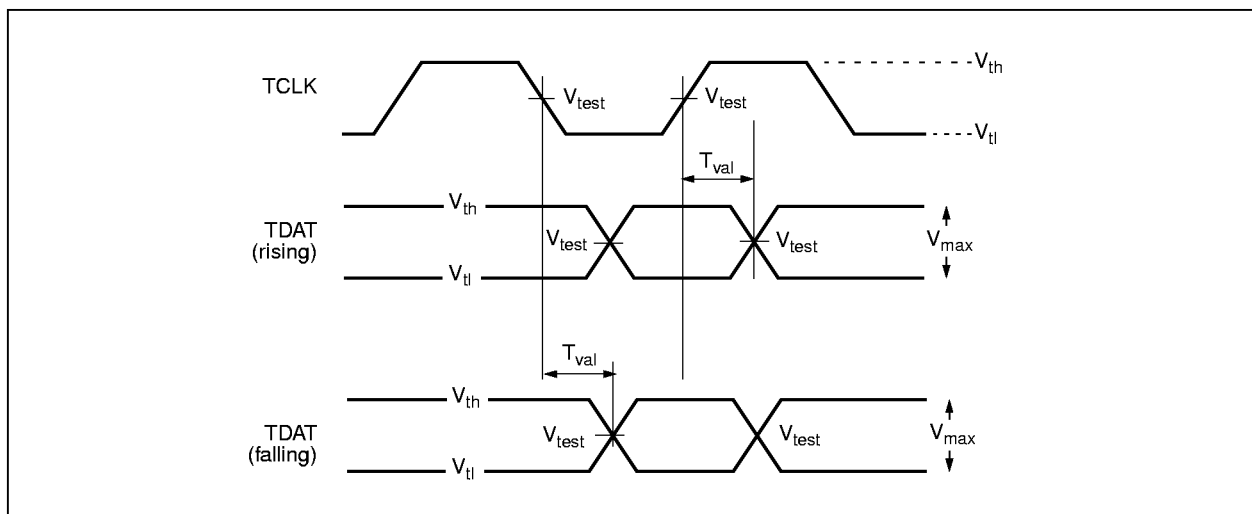 V_th
TCLK
V_test
V_test
V_tl
T_val
V_th
TDAT
(rising)
V_test
V_test
V_max
V_tl
T_val
V_th
TDAT
(falling)
V_test
V_test
V_max
V_tl